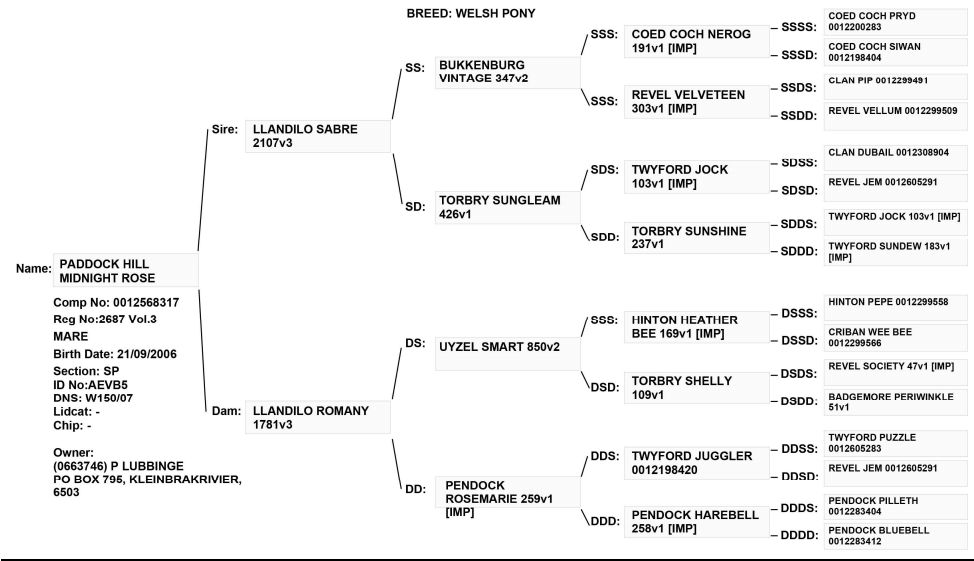 BREED: WELSH PONY
Name:
PADDOCK HILL
MIDNIGHT ROSE
Comp No: 0012568317
Reg No:2687 Vol.3
MARE
Birth Date: 21/09/2006
Section: SP
ID No:AEVB5
DNS: W150/07
Lidcat: -
Chip: -
Owner:
(0663746) P LUBBINGE
PO BOX 795, KLEINBRAKRIVIER,
6503
Sire:
LLANDILO SABRE
2107v3
Dam:
LLANDILO ROMANY
1781v3
SS:
BUKKENBURG
VINTAGE 347v2
SD:
TORBRY SUNGLEAM
426v1
DS:
UYZEL SMART 850v2
DD:
PENDOCK
ROSEMARIE 259v1
[IMP]
SSS:
COED COCH NEROG
191v1 [IMP]
SSS:
REVEL VELVETEEN
303v1 [IMP]
SDS:
TWYFORD JOCK
103v1 [IMP]
SDD:
TORBRY SUNSHINE
237v1
SSS:
HINTON HEATHER
BEE 169v1 [IMP]
DSD:
TORBRY SHELLY
109v1
DDS:
TWYFORD JUGGLER
0012198420
DDD:
PENDOCK HAREBELL
258v1 [IMP]
SSSS:
COED COCH PRYD
0012200283
SSSD:
COED COCH SIWAN
0012198404
SSDS:
CLAN PIP 0012299491
SSDD:
REVEL VELLUM 0012299509
SDSS:
CLAN DUBAIL 0012308904
SDSD:
REVEL JEM 0012605291
SDDS:
TWYFORD JOCK 103v1 [IMP]
SDDD:
TWYFORD SUNDEW 183v1
[IMP]
DSSS:
HINTON PEPE 0012299558
DSSD:
CRIBAN WEE BEE
0012299566
DSDS:
REVEL SOCIETY 47v1 [IMP]
DSDD:
BADGEMORE PERIWINKLE
51v1
DDSS:
TWYFORD PUZZLE
0012605283
DDSD:
REVEL JEM 0012605291
DDDS:
PENDOCK PILLETH
0012283404
DDDD:
PENDOCK BLUEBELL
0012283412